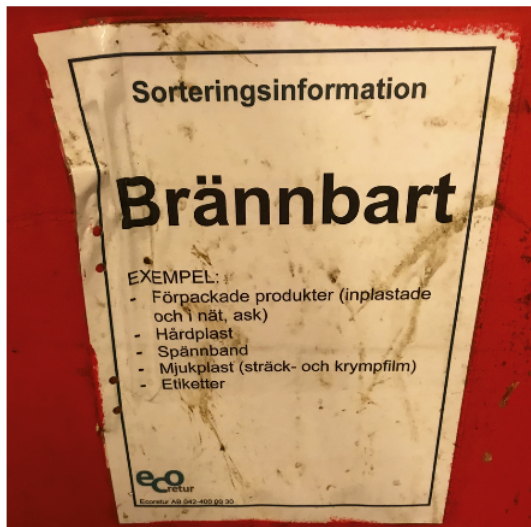 Sorteringsinformation
Brännbart
EXEMPEL:
- Förpackade produkter (inplastade
och i nät, ask)
- Hårdplast
- Spännband
- Mjukplast (sträck- och krympfilm)
- Etiketter
eco
retur
Ecoretur AB 042-400 00 30